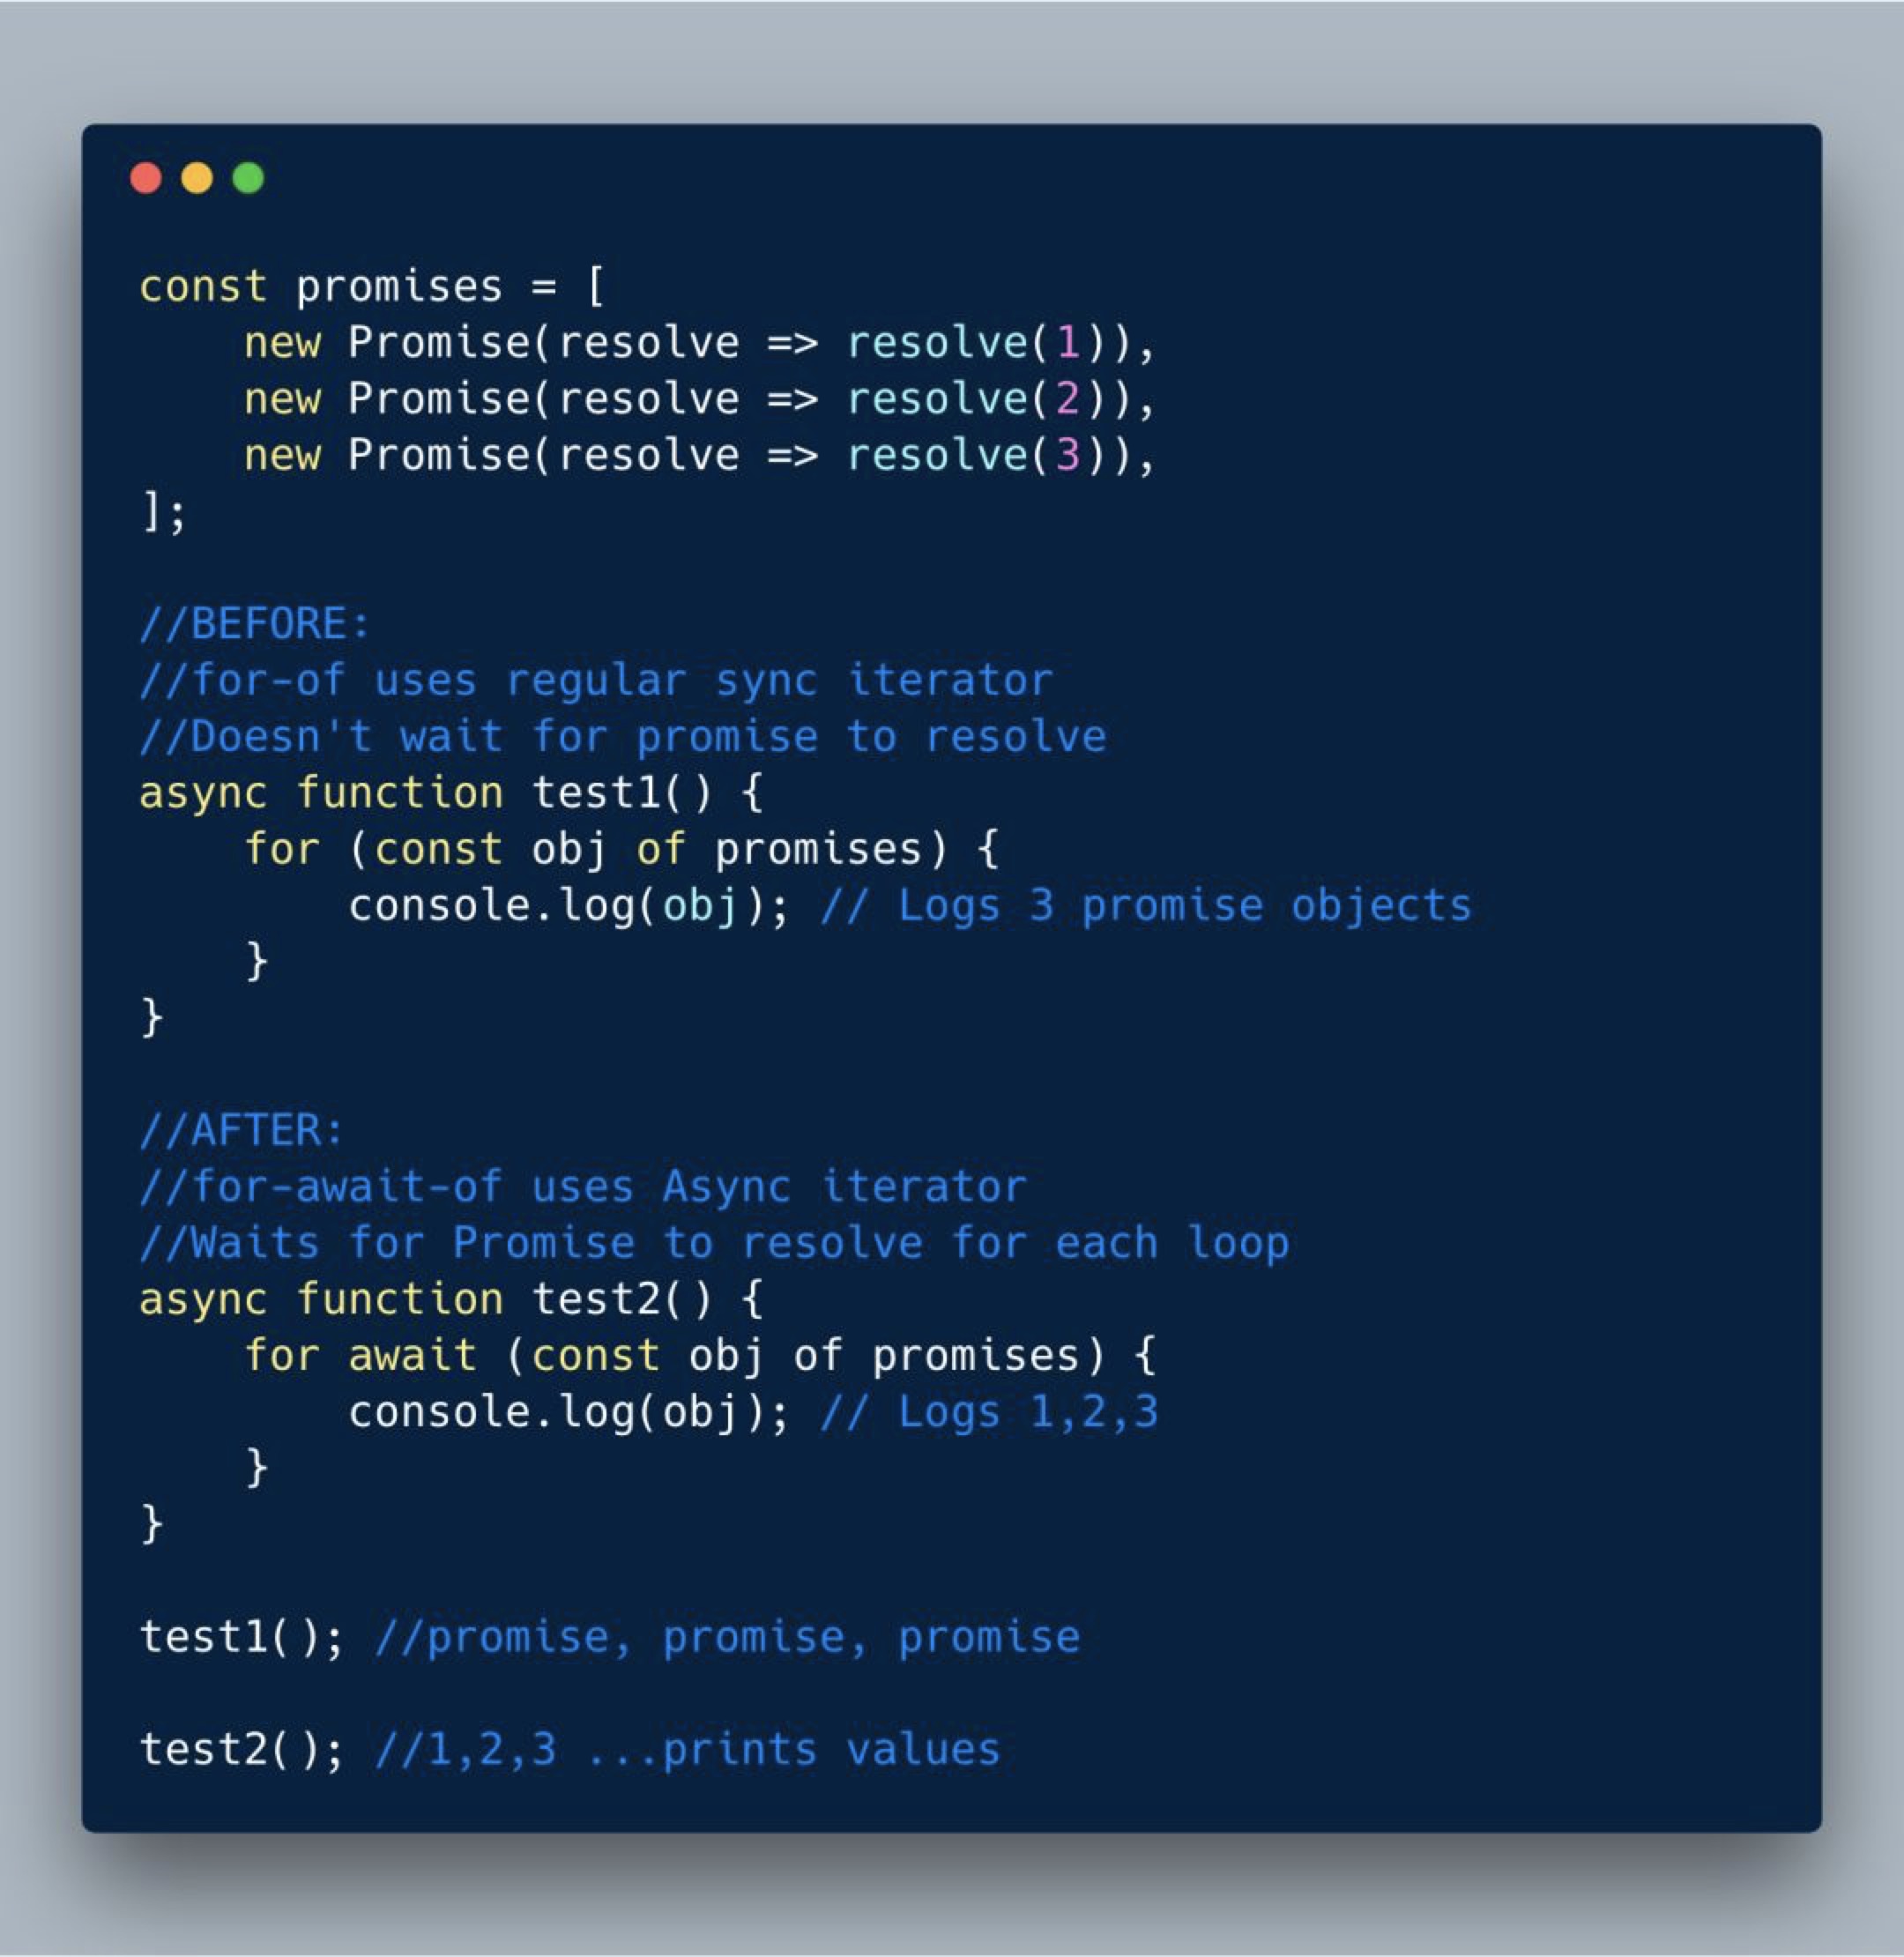 const promises = [
    new Promise(resolve => resolve(1)),
    new Promise(resolve => resolve(2)),
    new Promise(resolve => resolve(3)),
];

//BEFORE:
//for-of uses regular sync iterator
//Doesn't wait for promise to resolve
async function test1() {
    for (const obj of promises) {
        console.log(obj); // Logs 3 promise objects
    }
}

//AFTER:
//for-await-of uses Async iterator
//Waits for Promise to resolve for each loop
async function test2() {
    for await (const obj of promises) {
        console.log(obj); // Logs 1,2,3
    }
}

test1(); //promise, promise, promise

test2(); //1,2,3 ...prints values